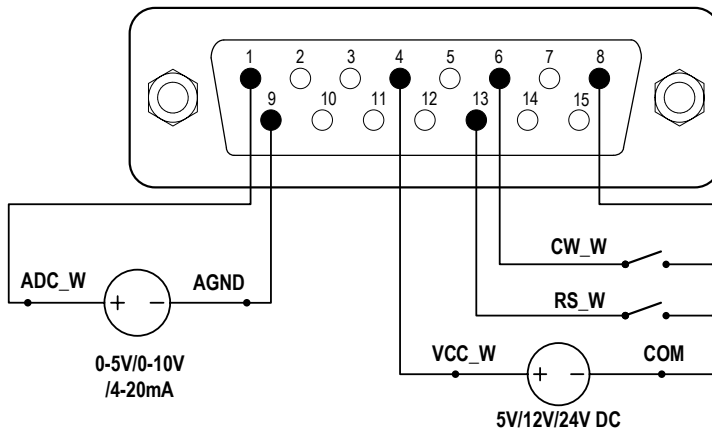 1 2 3 4 5 6 7 8
9 10 11 12 13 14 15
CW_W
ADC_W AGND
RS_W
0-5V/0-10V
/4-20mA
VCC_W COM
5V/12V/24V DC